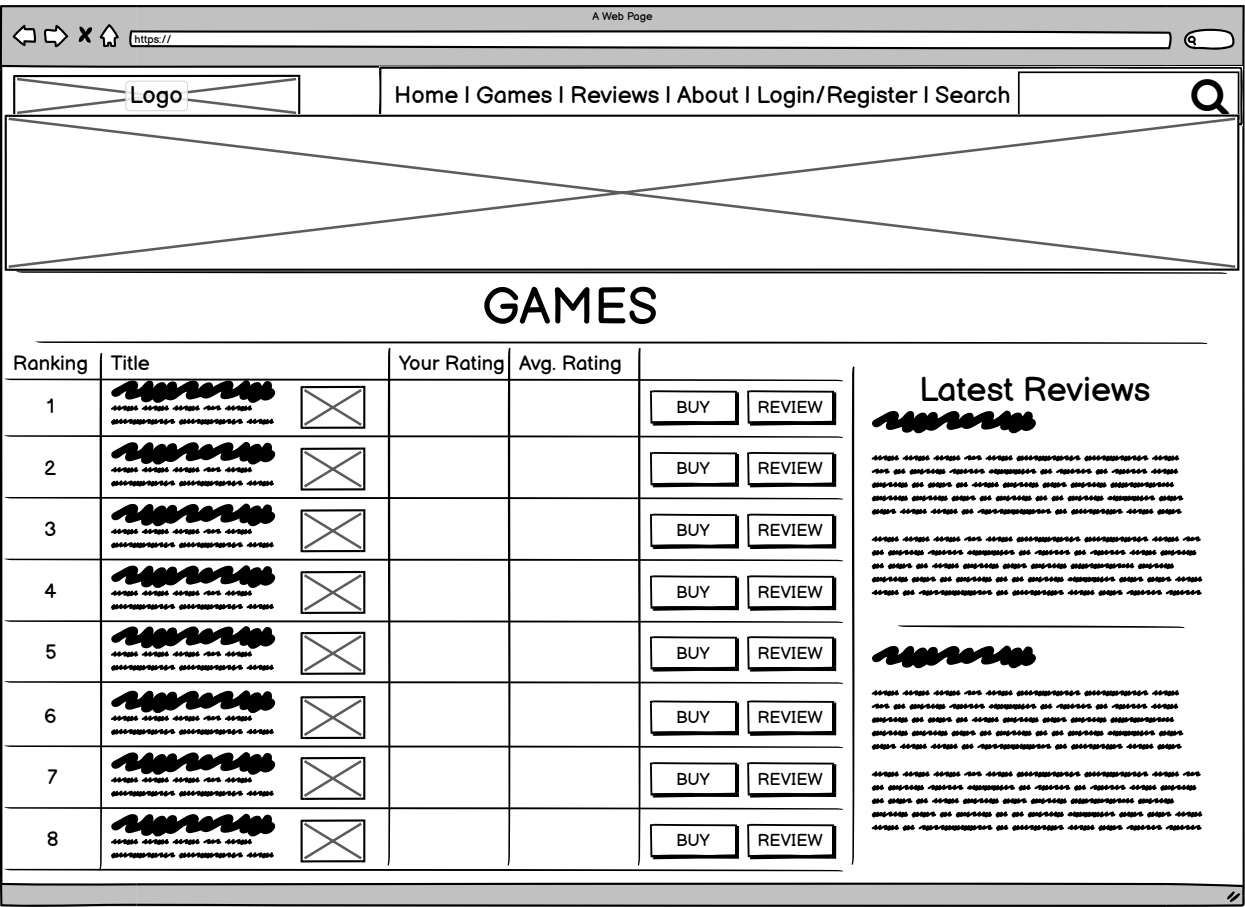 A Web Page
https://
Logo
Home | Games | Reviews | About | Login/Register | Search
GAMES
Ranking Title Your Rating Avg. Rating
Latest Reviews
1 BUY REVIEW
2 BUY REVIEW
3 BUY REVIEW
4 BUY REVIEW
5 BUY REVIEW
6 BUY REVIEW
7 BUY REVIEW
8 BUY REVIEW